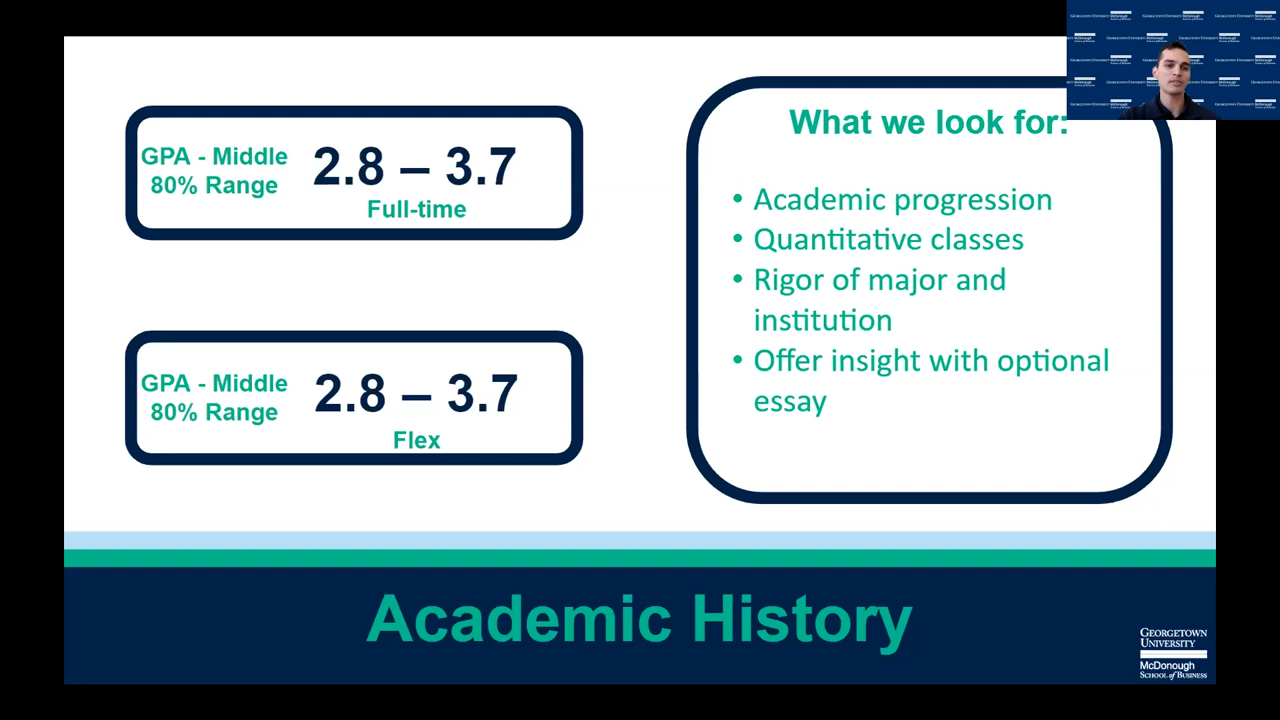 GPA - Middle
80% Range
2.8 – 3.7
Full-time
GPA - Middle
80% Range
2.8 – 3.7
Flex
What we look for:
• Academic progression
• Quantitative classes
• Rigor of major and
institution
• Offer insight with optional
essay
Academic History
GEORGETOWN
UNIVERSITY
McDonough
SCHOOL of BUSINESS